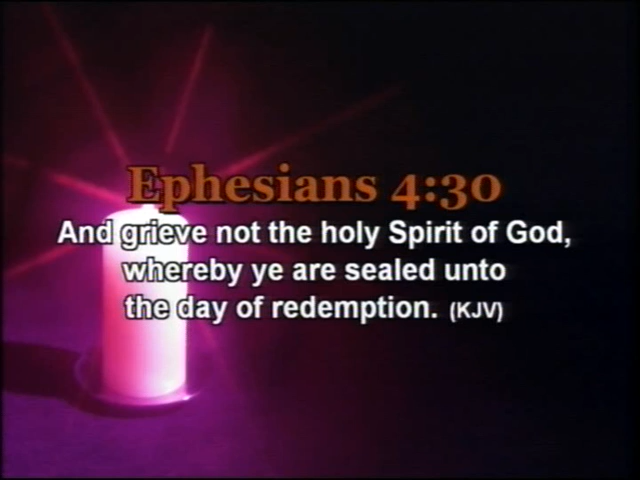 Ephesians 4:30
And grieve not the holy Spirit of God,
whereby ye are sealed unto
the day of redemption. (KJV)